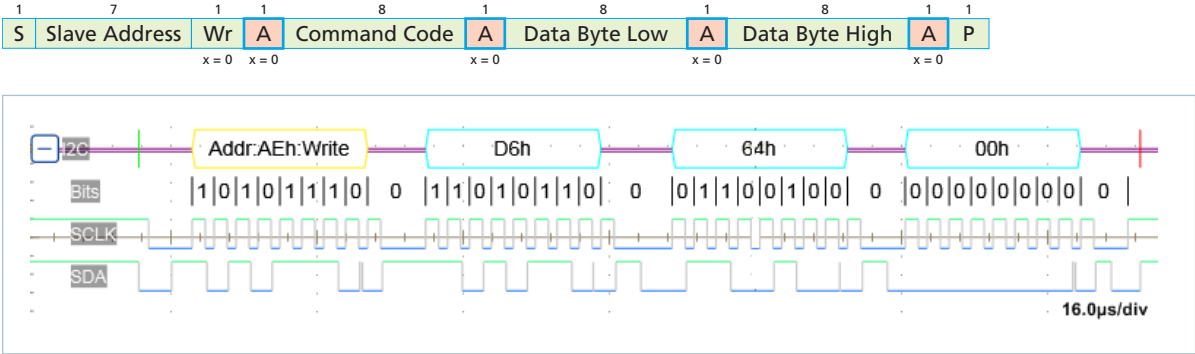 1 7 1 1 8 1 8 1 8 1 1
S Slave Address Wr A Command Code A Data Byte Low A Data Byte High A P
x = 0 x = 0 x = 0 x = 0 x = 0
I2C Addr:AEh:Write D6h 64h 00h
Bits 1 0 1 0 1 1 1 0 0 1 1 0 1 0 1 1 0 0 0 1 1 0 0 1 0 0 0 0 0 0 0 0 0 0 0 0
SCLK
SDA
16.0μs/div